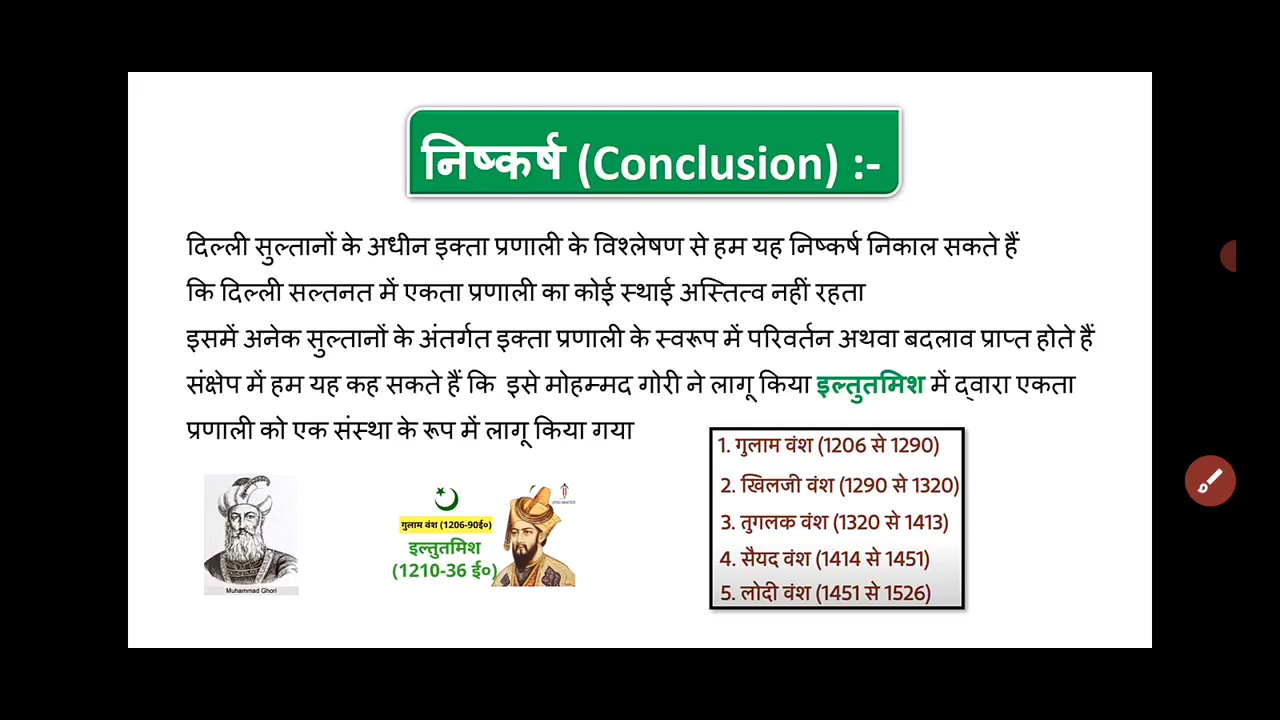 निष्कर्ष (Conclusion) :-
दिल्ली सुल्तानों के अधीन इक्ता प्रणाली के विश्लेषण से हम यह निष्कर्ष निकाल सकते हैं
कि दिल्ली सल्तनत में एकता प्रणाली का कोई स्थाई अस्तित्व नहीं रहता
इसमें अनेक सुल्तानों के अंतर्गत इक्ता प्रणाली के स्वरूप में परिवर्तन अथवा बदलाव प्राप्त होते हैं
संक्षेप में हम यह कह सकते हैं कि इसे मोहम्मद गोरी ने लागू किया इल्तुतमिश में द्वारा एकता
प्रणाली को एक संस्था के रूप में लागू किया गया
1. गुलाम वंश (1206 से 1290)
2. खिलजी वंश (1290 से 1320)
3. तुगलक वंश (1320 से 1413)
4. सैयद वंश (1414 से 1451)
5. लोदी वंश (1451 से 1526)
Muhammad Ghori
गुलाम वंश (1206-90ई०)
इल्तुतमिश
(1210-36 ई०)
UPSC MASTER